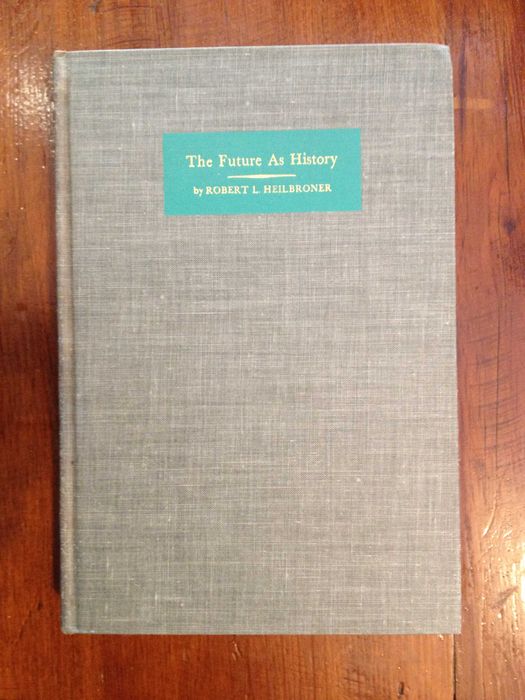 The Future As History
by ROBERT L. HEILBRONER